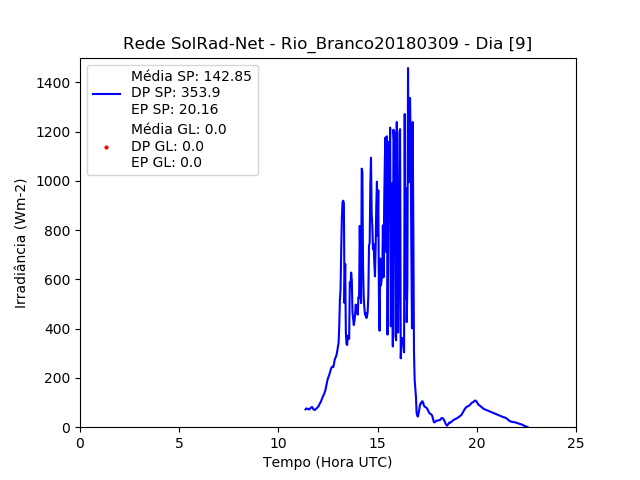 Rede SolRad-Net - Rio_Branco20180309 - Dia [9]
Média SP: 142.85
DP SP: 353.9
EP SP: 20.16
Média GL: 0.0
DP GL: 0.0
EP GL: 0.0
Irradiância (Wm-2)
1400
1200
1000
800
600
400
200
0
0 5 10 15 20 25
Tempo (Hora UTC)